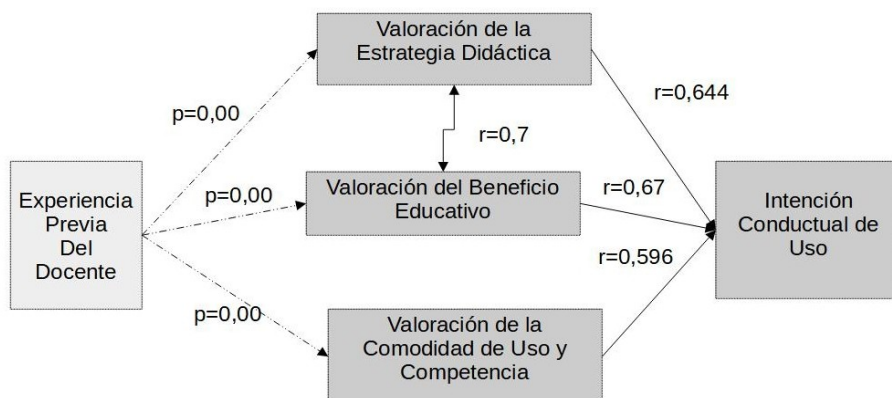 Valoración de la
Estrategia Didáctica
p=0,00
r=0,644
r=0,7
Experiencia
Previa
Del
Docente
p=0,00
Valoración del Beneficio
Educativo
r=0,67
Intención
Conductual de
Uso
r=0,596
p=0,00
Valoración de la
Comodidad de Uso y
Competencia